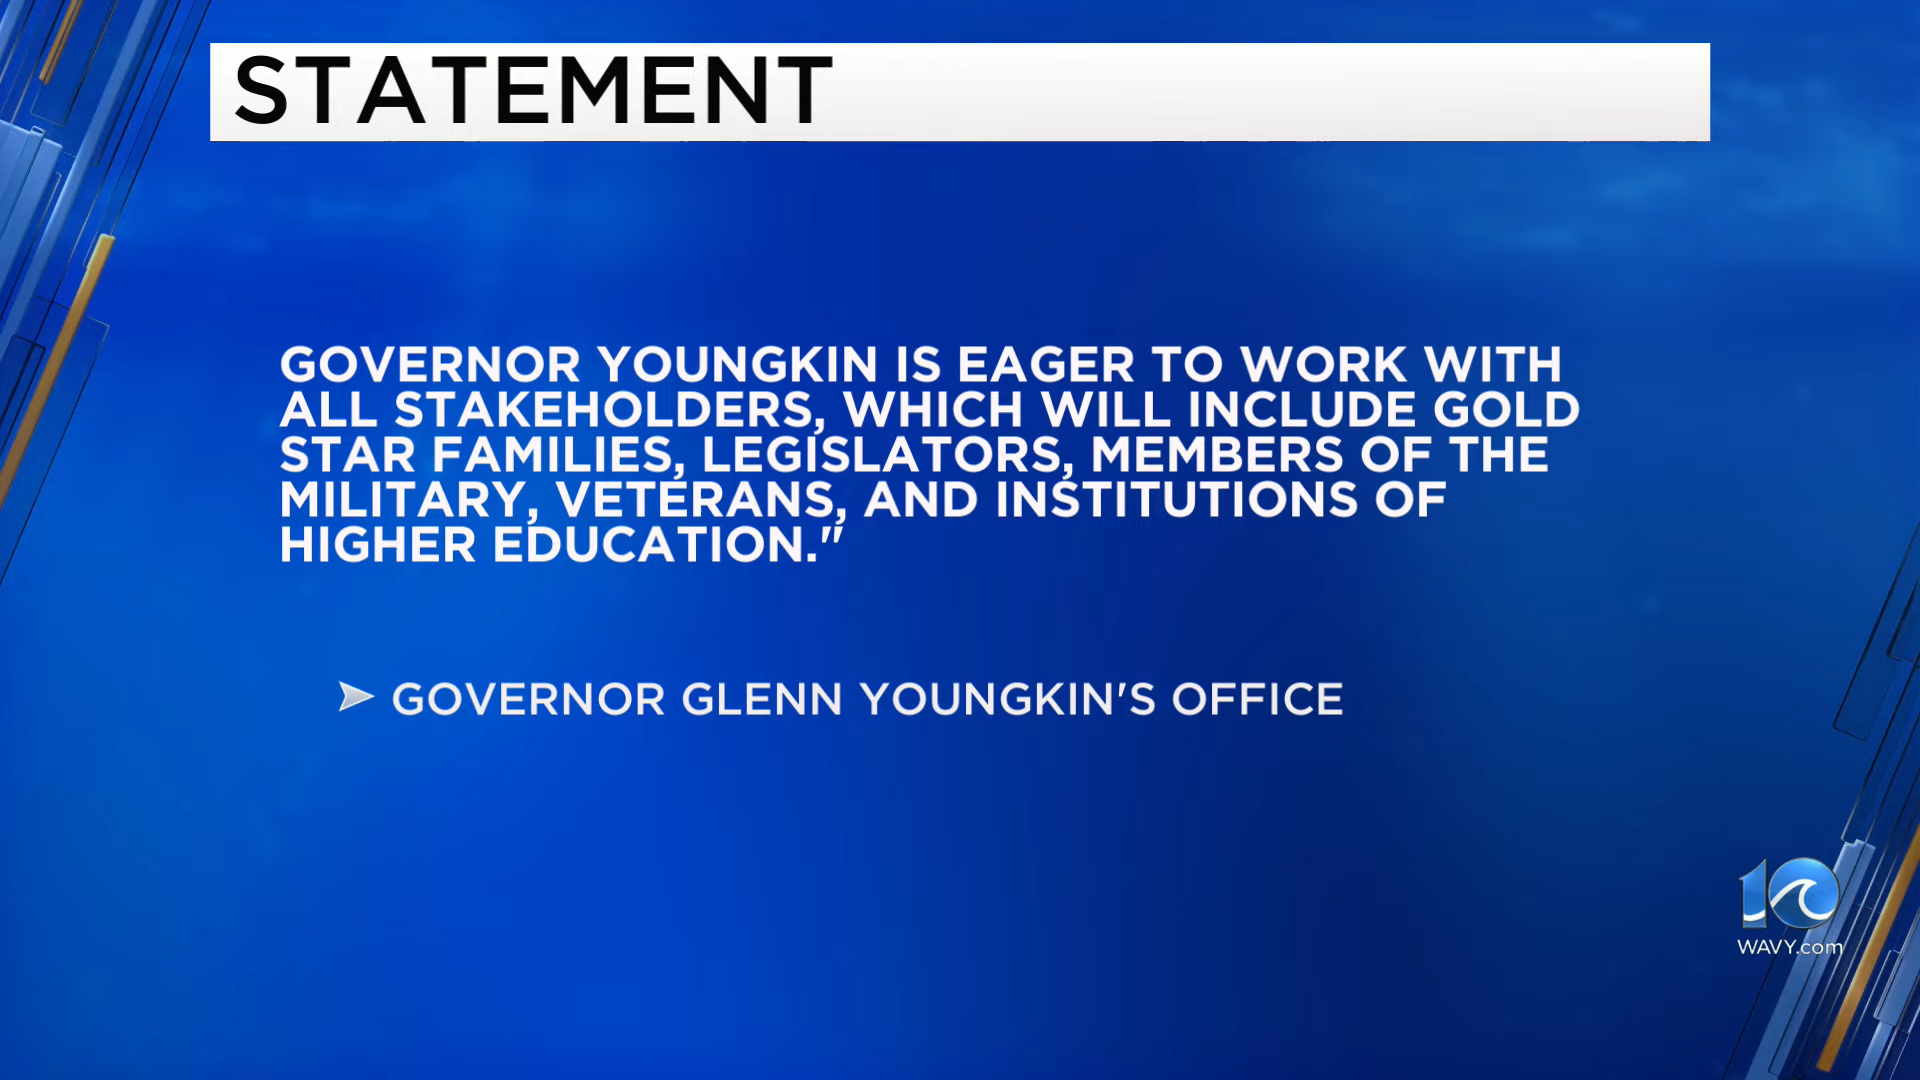 STATEMENT
GOVERNOR YOUNGKIN IS EAGER TO WORK WITH
ALL STAKEHOLDERS, WHICH WILL INCLUDE GOLD
STAR FAMILIES, LEGISLATORS, MEMBERS OF THE
MILITARY, VETERANS, AND INSTITUTIONS OF
HIGHER EDUCATION."
➤ GOVERNOR GLENN YOUNGKIN'S OFFICE
10
WAVY.com